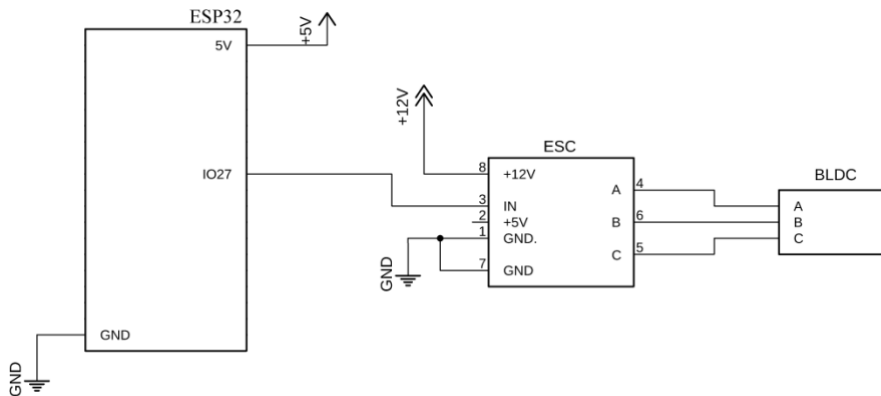 ESP32
5V
+5V
IO27
GND
GND
+12V
ESC
8
+12V
3
IN
2
+5V
1
GND.
7
GND
GND
A
4
B
6
C
5
BLDC
A
B
C